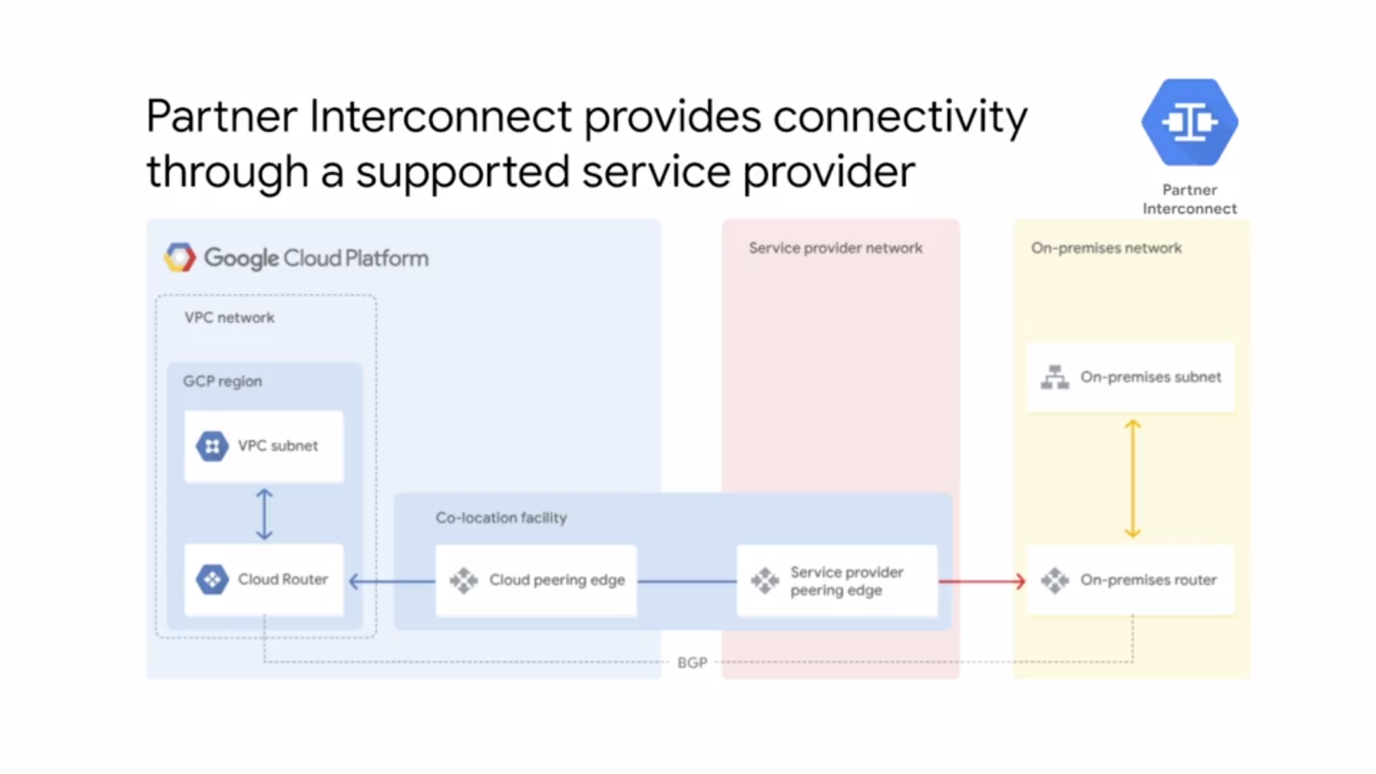 Partner Interconnect provides connectivity
through a supported service provider
Partner
Interconnect
Google Cloud Platform
Service provider network
On-premises network
VPC network
GCP region
On-premises subnet
VPC subnet
Co-location facility
Cloud Router
Cloud peering edge
Service provider
peering edge
On-premises router
BGP